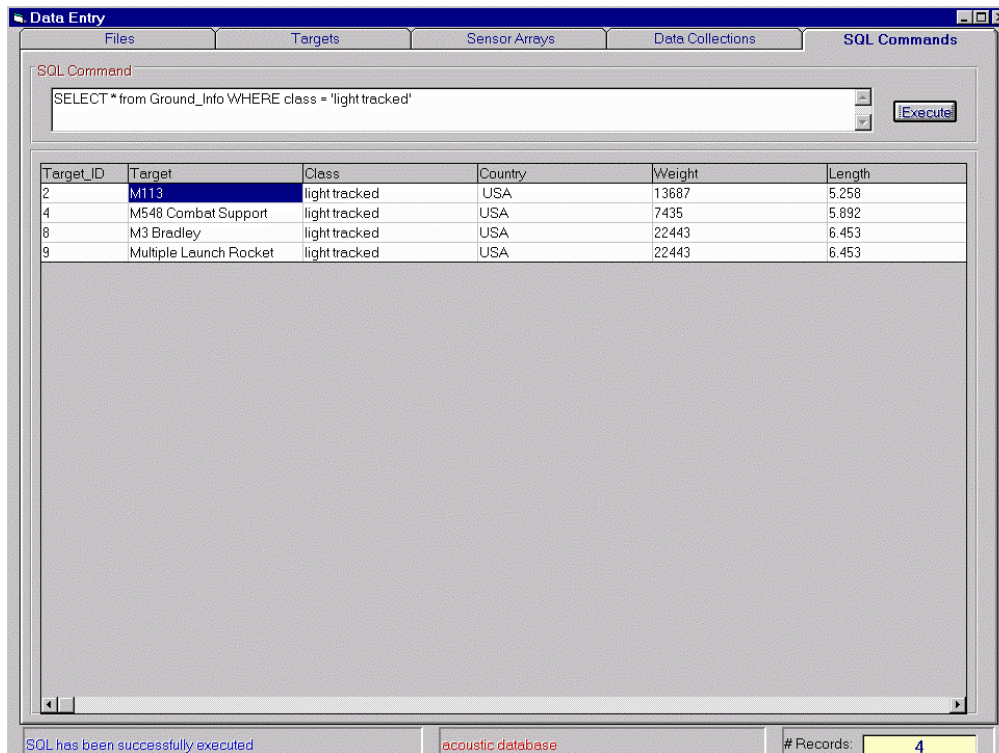 Data Entry
Files Targets Sensor Arrays Data Collections SQL Commands
SQL Command
SELECT * from Ground_Info WHERE class = 'light tracked'
Execute
Target_ID Target Class Country Weight Length
2 M113 light tracked USA 13687 5.258
4 M548 Combat Support light tracked USA 7435 5.892
8 M3 Bradley light tracked USA 22443 6.453
9 Multiple Launch Rocket light tracked USA 22443 6.453
SQL has been successfully executed acoustic database # Records: 4